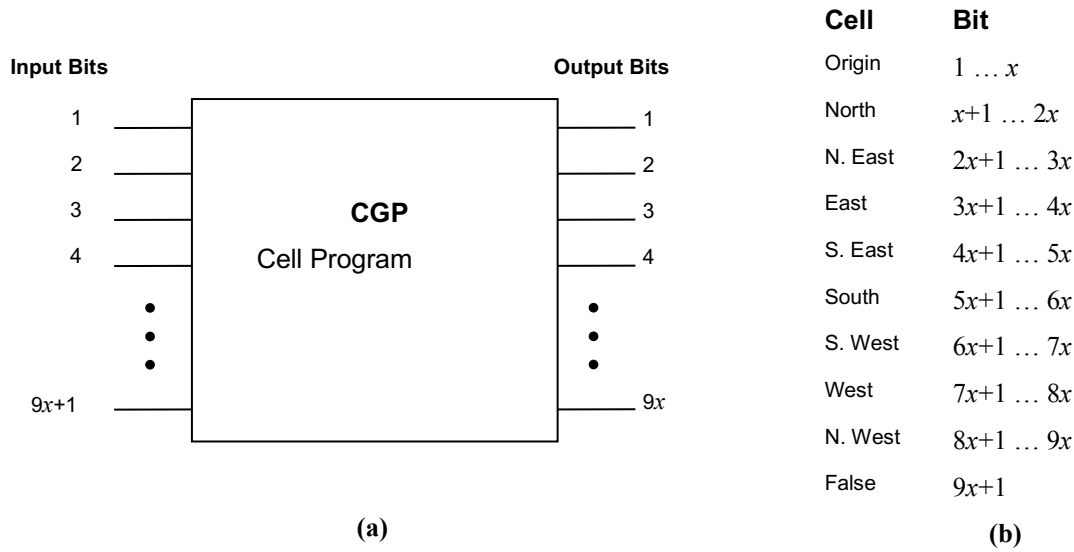 Input Bits
Output Bits
1
1
2
2
3
3
4
4
CGP
Cell Program
9x+1
9x
(a)
Cell Bit
Origin 1 … x
North x+1 … 2x
N. East 2x+1 … 3x
East 3x+1 … 4x
S. East 4x+1 … 5x
South 5x+1 … 6x
S. West 6x+1 … 7x
West 7x+1 … 8x
N. West 8x+1 … 9x
False 9x+1
(b)